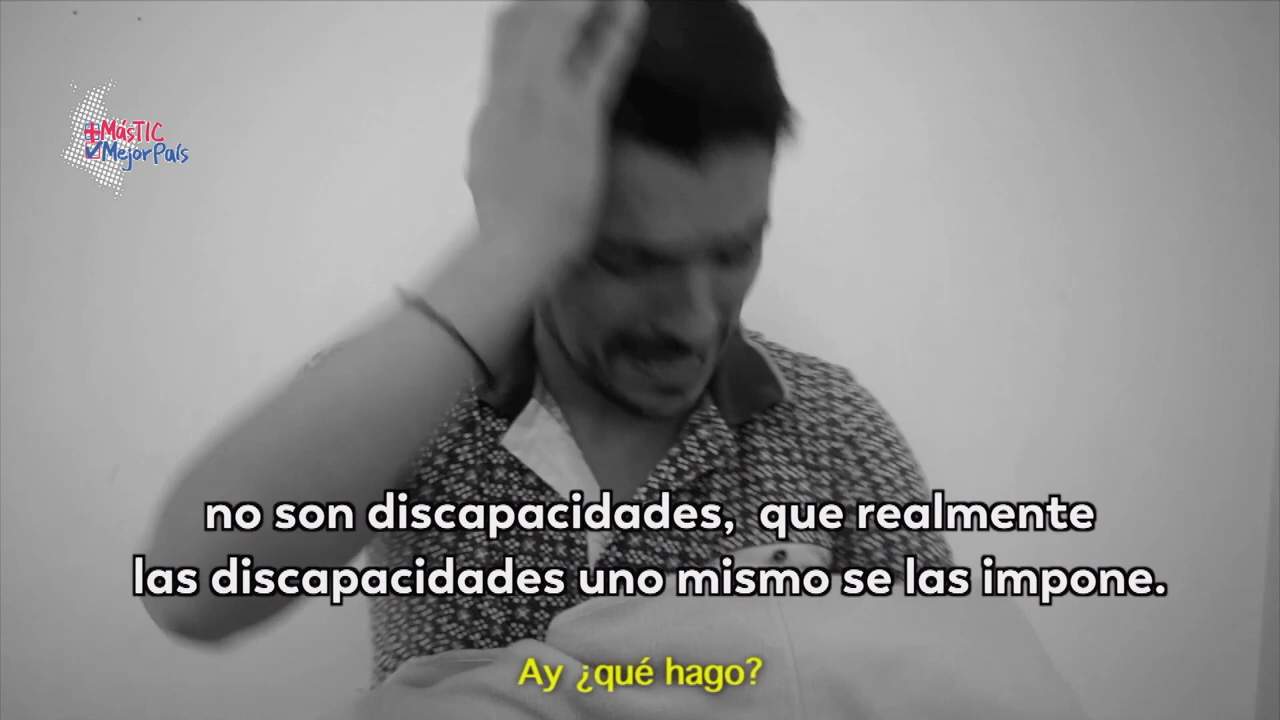 +MásTIC
MejorPaís
no son discapacidades, que realmente
las discapacidades uno mismo se las impone.
Ay ¿qué hago?